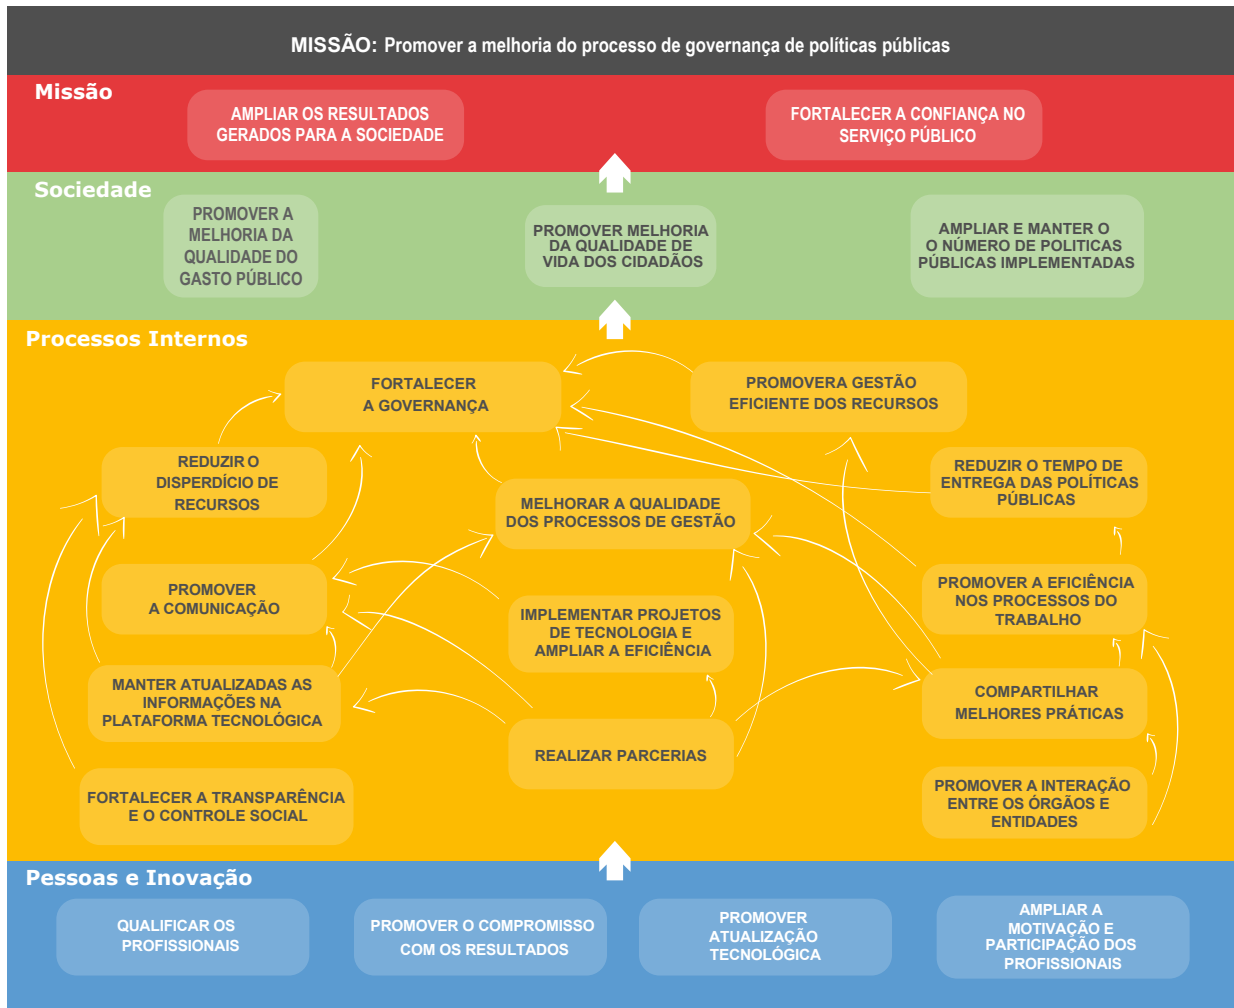 MISSÃO: Promover a melhoria do processo de governança de políticas públicas
Missão
AMPLIAR OS RESULTADOS
GERADOS PARA A SOCIEDADE
FORTALECER A CONFIANÇA NO
SERVIÇO PÚBLICO
Sociedade
PROMOVER A
MELHORIA DA
QUALIDADE DO
GASTO PÚBLICO
PROMOVER MELHORIA
DA QUALIDADE DE
VIDA DOS CIDADÃOS
AMPLIAR E MANTER O
O NÚMERO DE POLITICAS
PÚBLICAS IMPLEMENTADAS
Processos Internos
FORTALECER
A GOVERNANÇA
PROMOVERA GESTÃO
EFICIENTE DOS RECURSOS
REDUZIR O
DISPERDÍCIO DE
RECURSOS
MELHORAR A QUALIDADE
DOS PROCESSOS DE GESTÃO
REDUZIR O TEMPO DE
ENTREGA DAS POLÍTICAS
PÚBLICAS
PROMOVER
A COMUNICAÇÃO
IMPLEMENTAR PROJETOS
DE TECNOLOGIA E
AMPLIAR A EFICIÊNCIA
PROMOVER A EFICIÊNCIA
NOS PROCESSOS DO
TRABALHO
MANTER ATUALIZADAS AS
INFORMAÇÕES NA
PLATAFORMA TECNOLÓGICA
REALIZAR PARCERIAS
COMPARTILHAR
MELHORES PRÁTICAS
FORTALECER A TRANSPARÊNCIA
E O CONTROLE SOCIAL
PROMOVER A INTERAÇÃO
ENTRE OS ÓRGÃOS E
ENTIDADES
Pessoas e Inovação
QUALIFICAR OS
PROFISSIONAIS
PROMOVER O COMPROMISSO
COM OS RESULTADOS
PROMOVER
ATUALIZAÇÃO
TECNOLÓGICA
AMPLIAR A
MOTIVAÇÃO E
PARTICIPAÇÃO DOS
PROFISSIONAIS